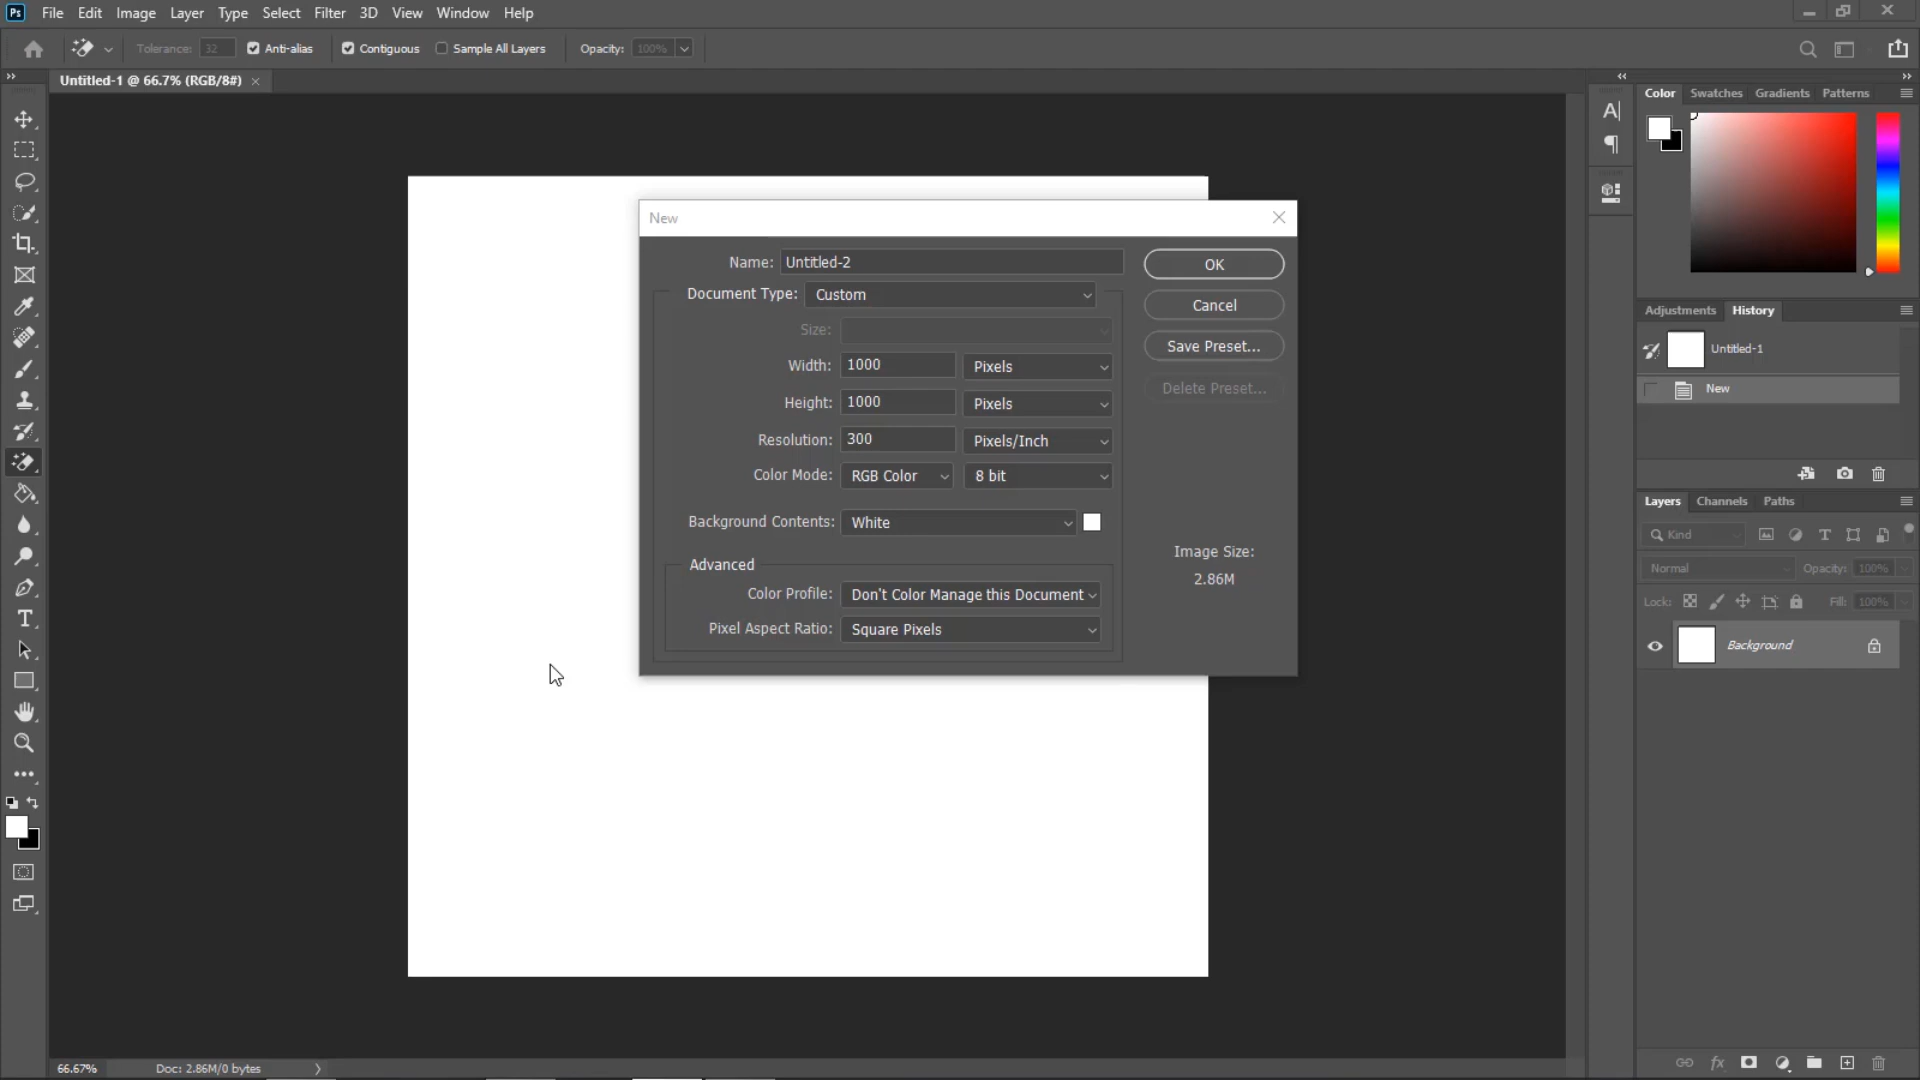 Ps File Edit Image Layer Type Select Filter 3D View Window Help
Tolerance: 32 Anti-alias Contiguous Sample All Layers Opacity: 100%
Untitled-1 @ 66.7% (RGB/8#)
Color Swatches Gradients Patterns
New
Name: Untitled-2
OK
Document Type: Custom
Cancel
Size:
Width: 1000 Pixels
Save Preset...
Height: 1000 Pixels
Delete Preset...
Resolution: 300 Pixels/Inch
Color Mode: RGB Color 8 bit
Background Contents: White
Image Size:
2.86M
Advanced
Color Profile: Don't Color Manage this Document
Pixel Aspect Ratio: Square Pixels
Adjustments History
Untitled-1
New
Layers Channels Paths
Kind
Normal Opacity: 100%
Lock: Fill: 100%
Background
fx
66.67% Doc: 2.86M/0 bytes